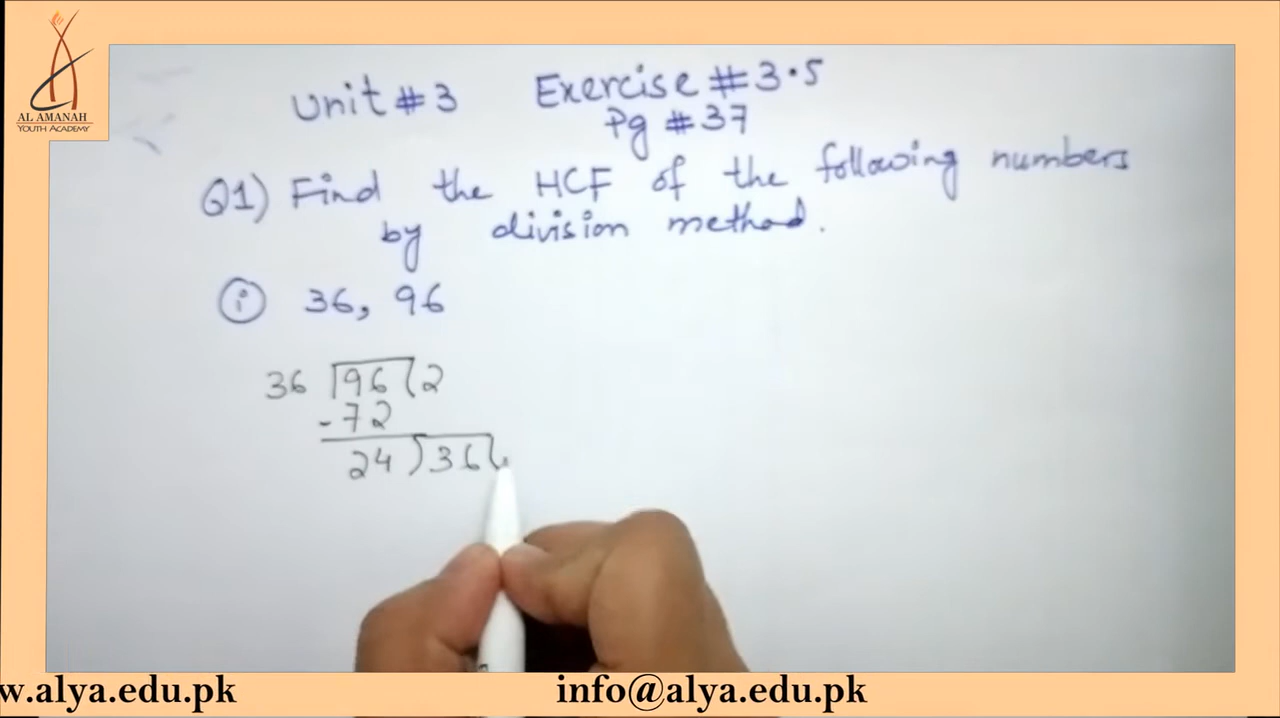 AL AMANAH
YOUTH ACADEMY
Unit # 3 Exercise # 3.5
Pg # 37
Q1) Find the HCF of the following numbers
by division method.
i 36, 96
36 96 2
- 72
24 ) 36
w.alya.edu.pk info@alya.edu.pk